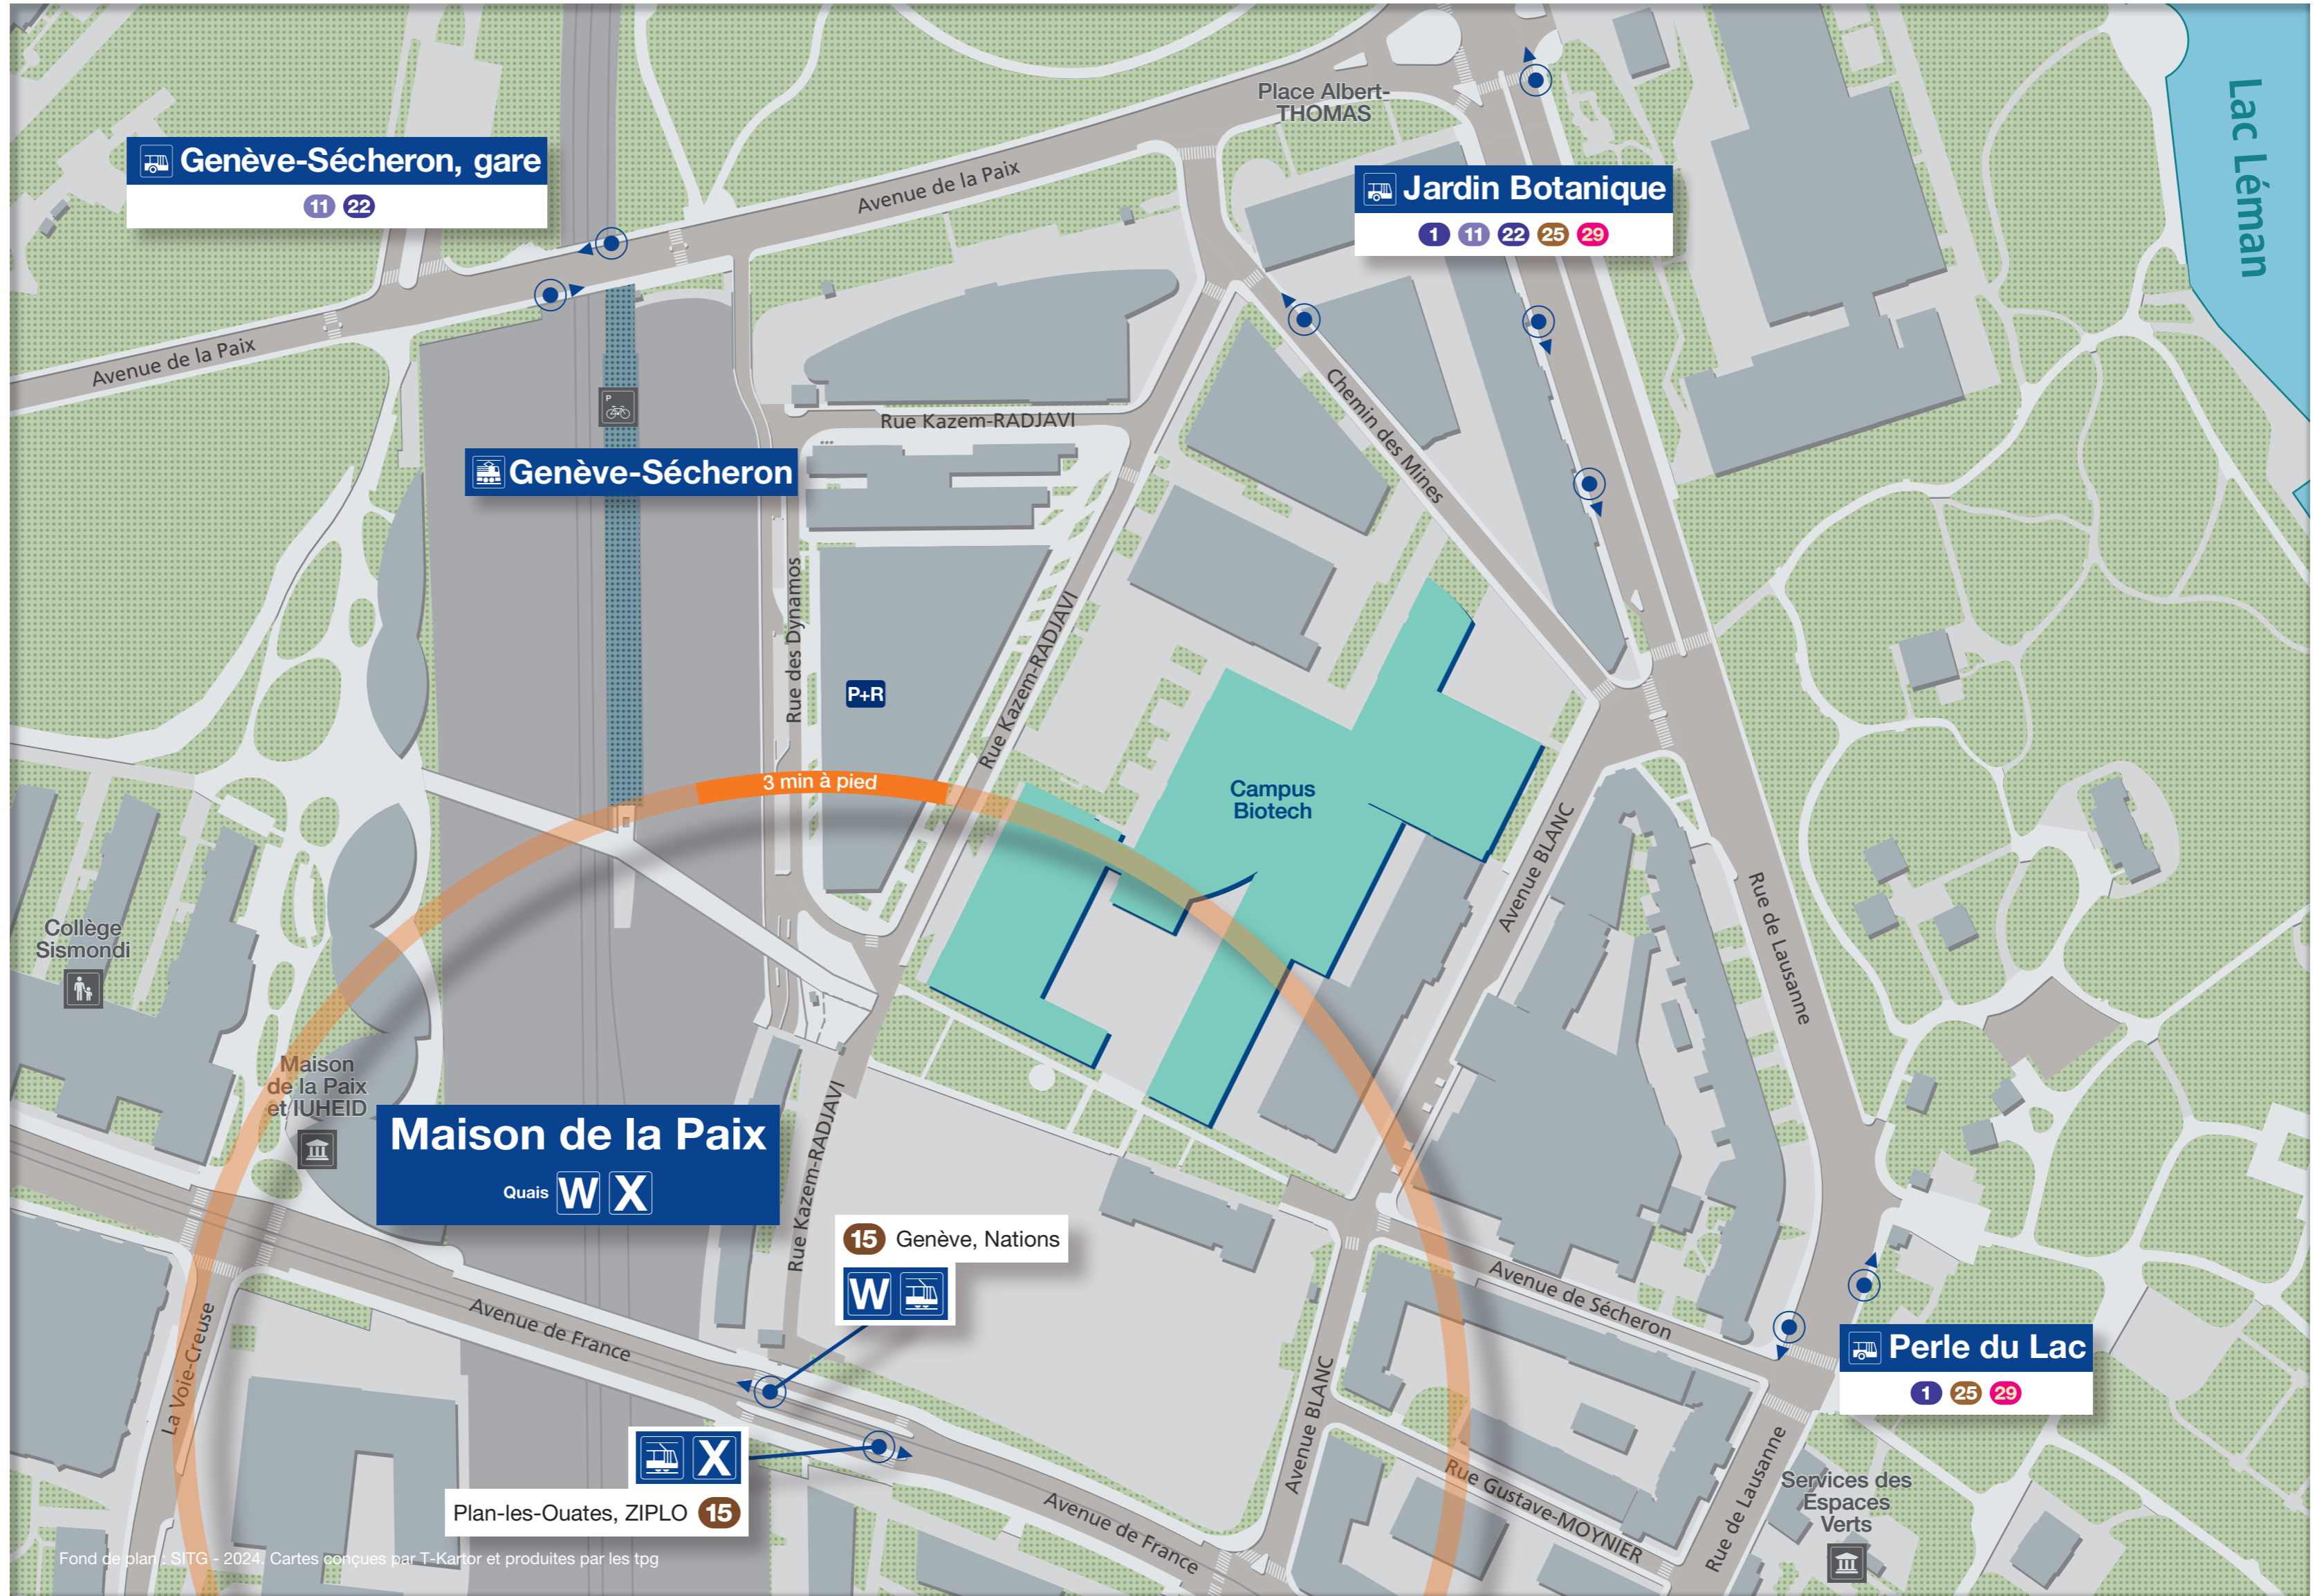 Place Albert-
THOMAS
Lac Léman
Genève-Sécheron, gare
11 22
Avenue de la Paix
Jardin Botanique
1 11 22 25 29
Avenue de la Paix
P
Rue Kazem-RADJAVI
Chemin des Mines
Genève-Sécheron
Rue des Dynamos
Rue Kazem-RADJAVI
P+R
3 min à pied
Campus
Biotech
Avenue BLANC
Rue de Lausanne
Collège
Sismondi
Maison
de la Paix
et IUHEID
Maison de la Paix
Quais W X
Rue Kazem-RADJAVI
15 Genève, Nations
W
Avenue de Sécheron
Avenue de France
La Voie-Creuse
Perle du Lac
1 25 29
Avenue BLANC
X
Plan-les-Ouates, ZIPLO 15
Rue Gustave-MOYNIER
Rue de Lausanne
Services des
Espaces
Verts
Avenue de France
Fond de plan : SITG - 2024. Cartes conçues par T-Kartor et produites par les tpg